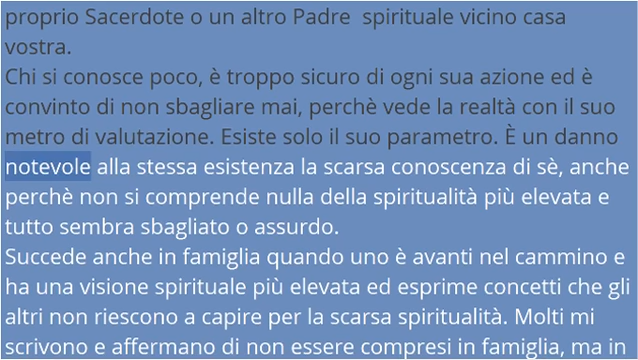 proprio Sacerdote o un altro Padre  spirituale vicino casa
vostra.
Chi si conosce poco, è troppo sicuro di ogni sua azione ed è
convinto di non sbagliare mai, perchè vede la realtà con il suo
metro di valutazione. Esiste solo il suo parametro. È un danno
notevole alla stessa esistenza la scarsa conoscenza di sè, anche
perchè non si comprende nulla della spiritualità più elevata e
tutto sembra sbagliato o assurdo.
Succede anche in famiglia quando uno è avanti nel cammino e
ha una visione spirituale più elevata ed esprime concetti che gli
altri non riescono a capire per la scarsa spiritualità. Molti mi
scrivono e affermano di non essere compresi in famiglia, ma in